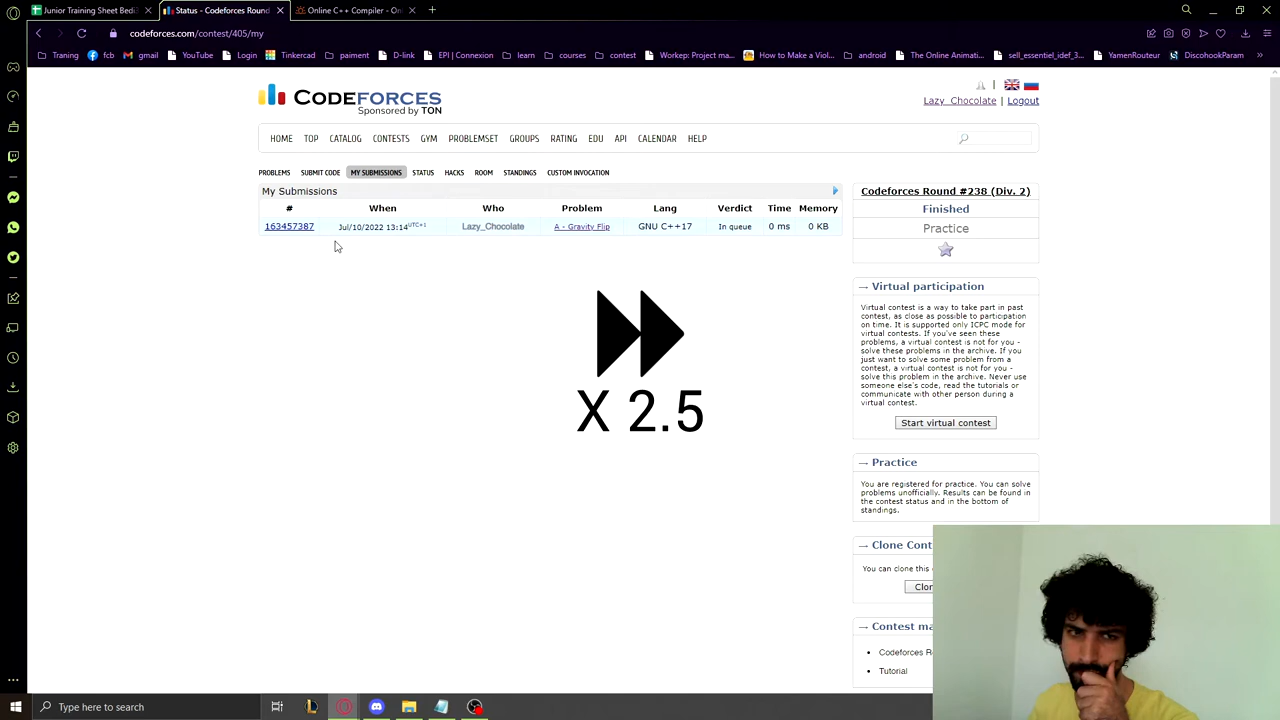 Junior Training Sheet Bedi
Status - Codeforces Round
Online C++ Compiler - On
codeforces.com/contest/405/my
Traning
fcb
gmail
YouTube
Login
Tinkercad
paiment
D-link
EPI | Connexion
learn
courses
contest
Workep: Project ma...
How to Make a Viol...
android
The Online Animati...
sell_essentiel_idef_3...
YamenRouteur
DiscohookParam
CODEFORCES
Sponsored by TON
Lazy_Chocolate | Logout
HOME TOP CATALOG CONTESTS GYM PROBLEMSET GROUPS RATING EDU API CALENDAR HELP
PROBLEMS SUBMIT CODE MY SUBMISSIONS STATUS HACKS ROOM STANDINGS CUSTOM INVOCATION
My Submissions
# When Who Problem Lang Verdict Time Memory
163457387 Jul/10/2022 13:14 UTC+1 Lazy_Chocolate A - Gravity Flip GNU C++17 In queue 0 ms 0 KB
X 2.5
Codeforces Round #238 (Div. 2)
Finished
Practice
→ Virtual participation
Virtual contest is a way to take part in past
contest, as close as possible to participation
on time. It is supported only ICPC mode for
virtual contests. If you've seen these
problems, a virtual contest is not for you -
solve these problems in the archive. If you
just want to solve some problem from a
contest, a virtual contest is not for you -
solve this problem in the archive. Never use
someone else's code, read the tutorials or
communicate with other person during a
virtual contest.
Start virtual contest
→ Practice
You are registered for practice. You can solve
problems unofficially. Results can be found in
the contest status and in the bottom of
standings.
→ Clone Cont
You can clone this
Clon
→ Contest ma
Codeforces R
Tutorial
Type here to search